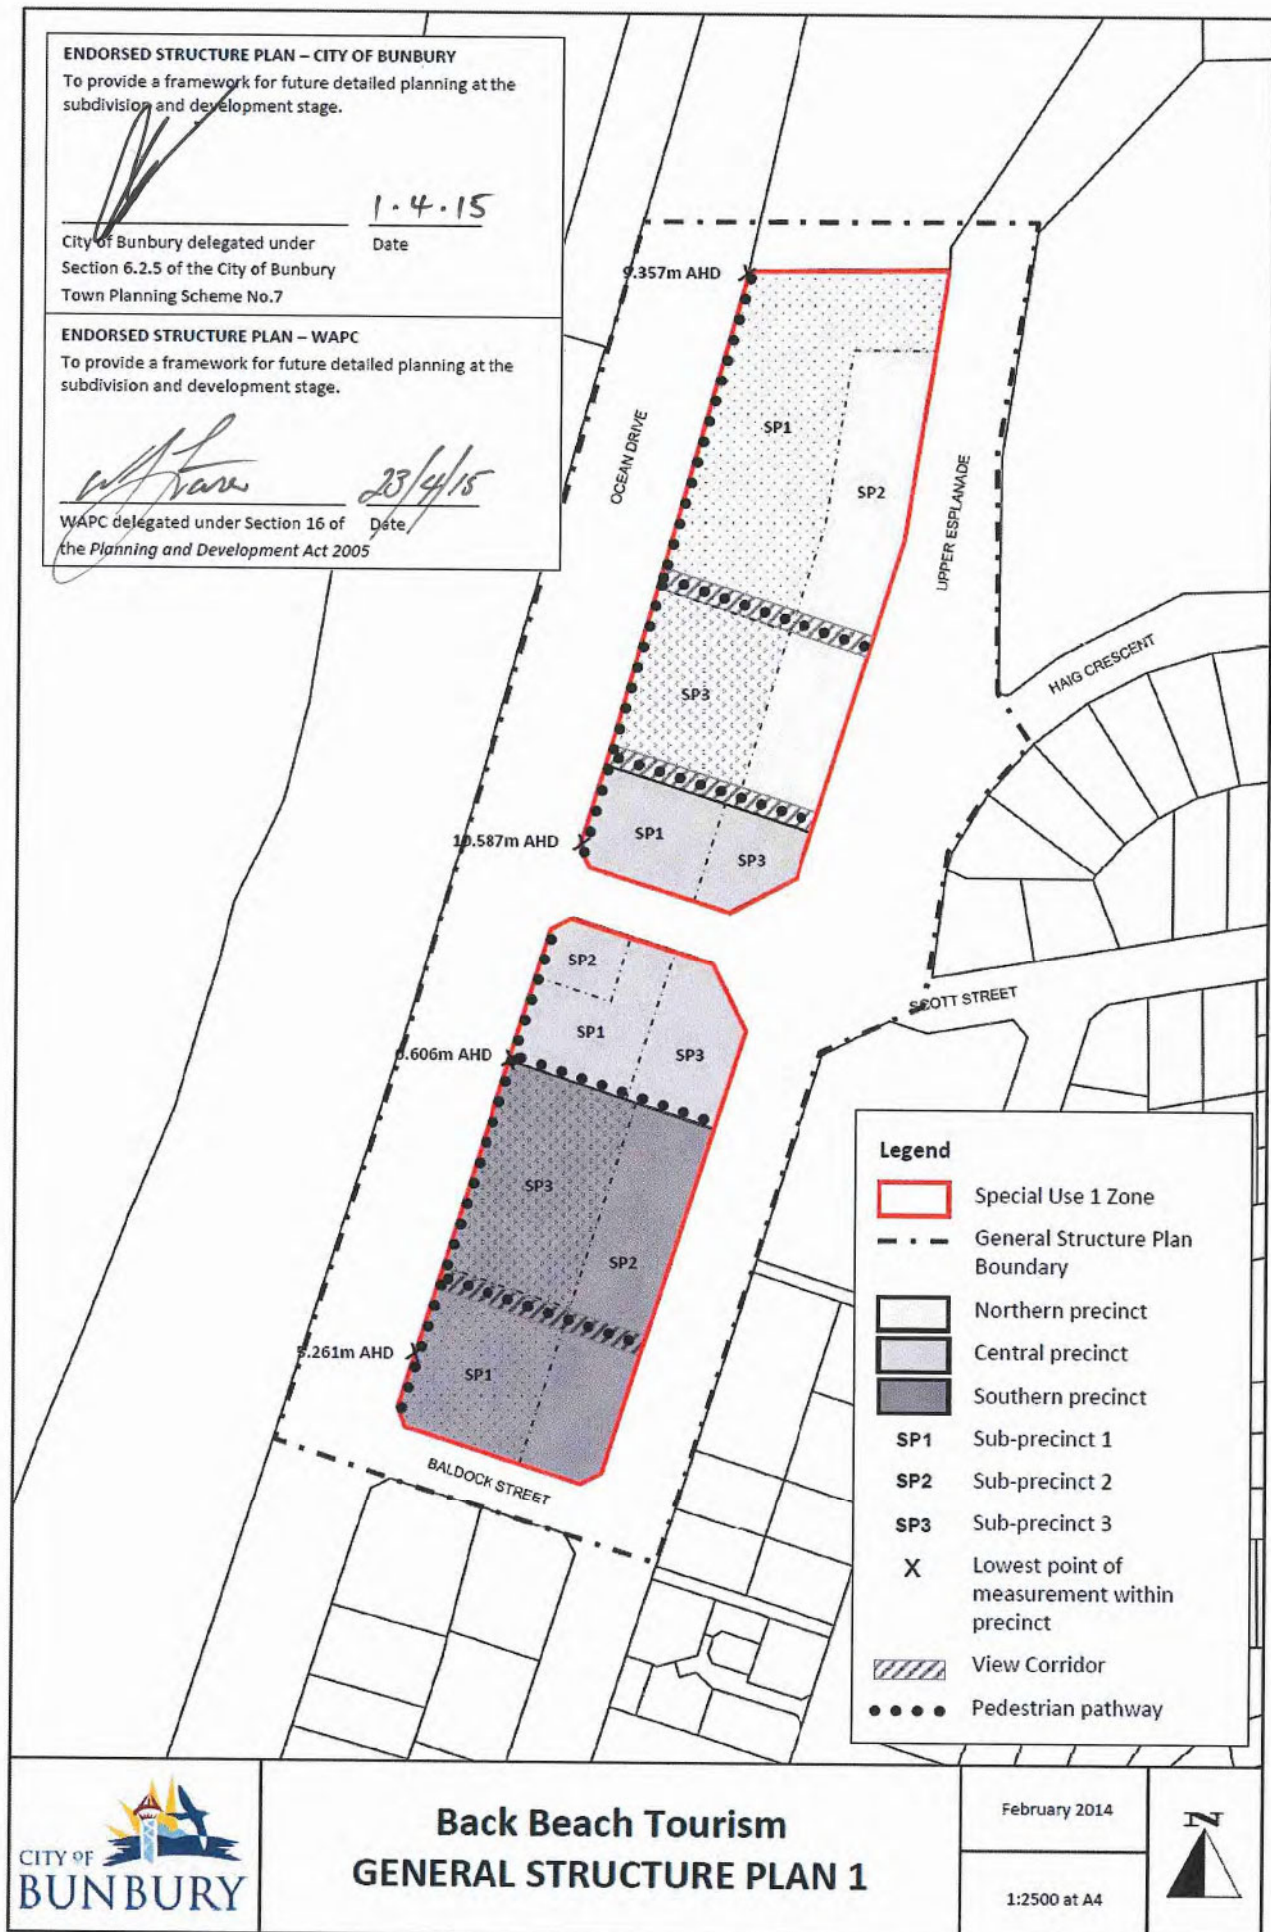 ENDORSED STRUCTURE PLAN – CITY OF BUNBURY
To provide a framework for future detailed planning at the
subdivision and development stage.
1.4.15
City of Bunbury delegated under
Date
Section 6.2.5 of the City of Bunbury
Town Planning Scheme No.7
ENDORSED STRUCTURE PLAN – WAPC
To provide a framework for future detailed planning at the
subdivision and development stage.
23/4/15
WAPC delegated under Section 16 of
Date
the Planning and Development Act 2005
9.357m AHD
OCEAN DRIVE
SP1
SP2
UPPER ESPLANADE
HAIG CRESCENT
SP3
10.587m AHD
SP1
SP3
SP2
SCOTT STREET
SP1
SP3
.606m AHD
SP3
SP2
5.261m AHD
SP1
BALDOCK STREET
Legend
Special Use 1 Zone
General Structure Plan
Boundary
Northern precinct
Central precinct
Southern precinct
SP1 Sub-precinct 1
SP2 Sub-precinct 2
SP3 Sub-precinct 3
X Lowest point of
measurement within
precinct
View Corridor
Pedestrian pathway
CITY OF
BUNBURY
Back Beach Tourism
GENERAL STRUCTURE PLAN 1
February 2014
1:2500 at A4
N